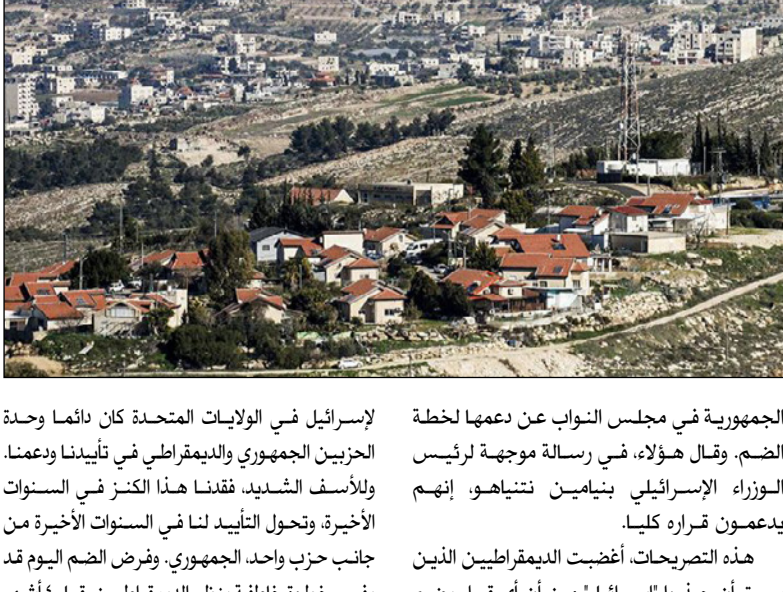 الجمهورية في مجلس النواب عن دعمها لخطة
الضم. وقال هؤلاء، في رسالة موجهة لرئيس
الوزراء الإسرائيلي بنيامين نتنياهو، إنهم
يدعمون قراره كليا.
هذه التصريحات، أغضبت الديمقراطيين الذين
لإسرائيل في الولايات المتحدة كان دائما وحدة
الحزبين الجمهوري والديمقراطي في تأييدنا ودعمنا.
وللأسف الشديد، فقدنا هذا الكنز في السنوات
الأخيرة، وتحول التأييد لنا في السنوات الأخيرة من
جانب حزب واحد، الجمهوري. وفرض الضم اليوم قد